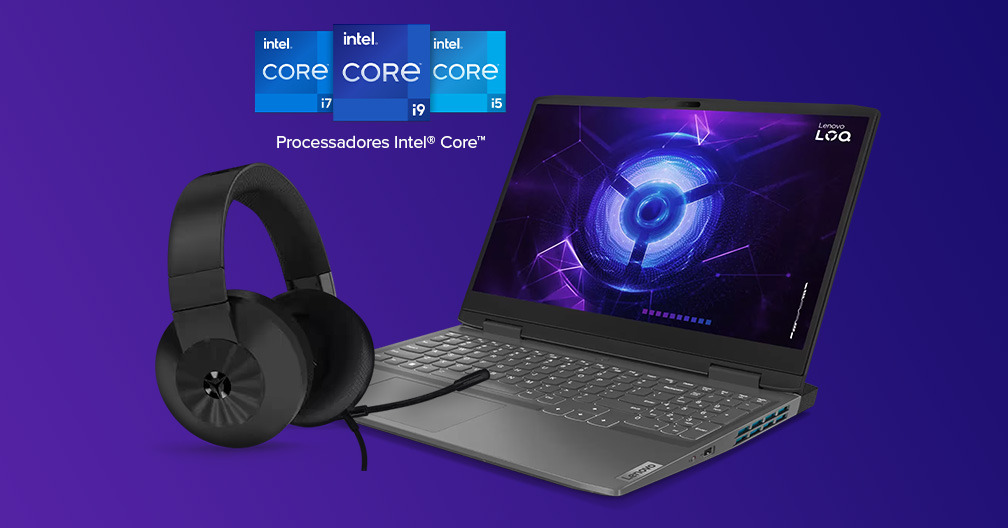 intel.
CORE
i7
intel.
CORE
i9
intel.
CORE
i5
Processadores Intel® Core™
Lenovo
LOQ
Lenovo